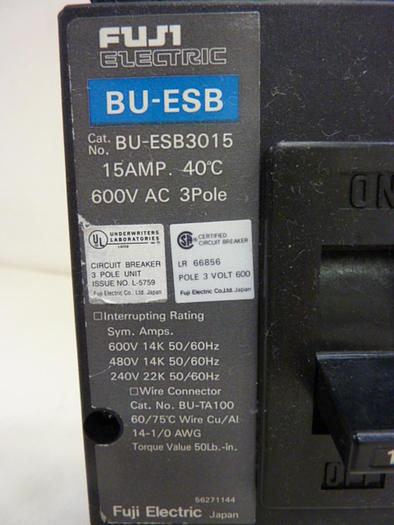 FUJI
ELECTRIC
BU-ESB
Cat. No. BU-ESB3015
15AMP. 40℃
600V AC 3Pole
UL UNDERWRITERS
LABORATORIES
CIRCUIT BREAKER
3 POLE UNIT
ISSUE NO. L-5759
Fuji Electric Co., Ltd. Japan
SA CERTIFIED
CIRCUIT BREAKER
LR 66856
POLE 3 VOLT 600
Fuji Electric Co.,Ltd. Japan
□Interrupting Rating
Sym. Amps.
600V 14K 50/60Hz
480V 14K 50/60Hz
240V 22K 50/60Hz
□Wire Connector
Cat. No. BU-TA100
60/75℃ Wire Cu/Al
14-1/0 AWG
Torque Value 50Lb.-in.
56271144
Fuji Electric Japan
ON
OFF
1